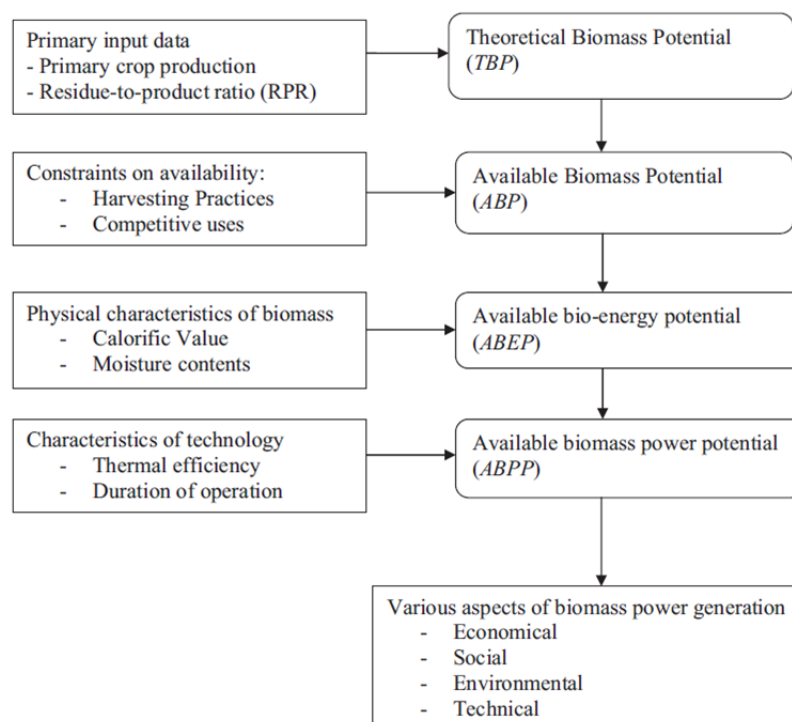 Primary input data
- Primary crop production
- Residue-to-product ratio (RPR)
Theoretical Biomass Potential
(TBP)
Constraints on availability:
- Harvesting Practices
- Competitive uses
Available Biomass Potential
(ABP)
Physical characteristics of biomass
- Calorific Value
- Moisture contents
Available bio-energy potential
(ABEP)
Characteristics of technology
- Thermal efficiency
- Duration of operation
Available biomass power potential
(ABPP)
Various aspects of biomass power generation
- Economical
- Social
- Environmental
- Technical